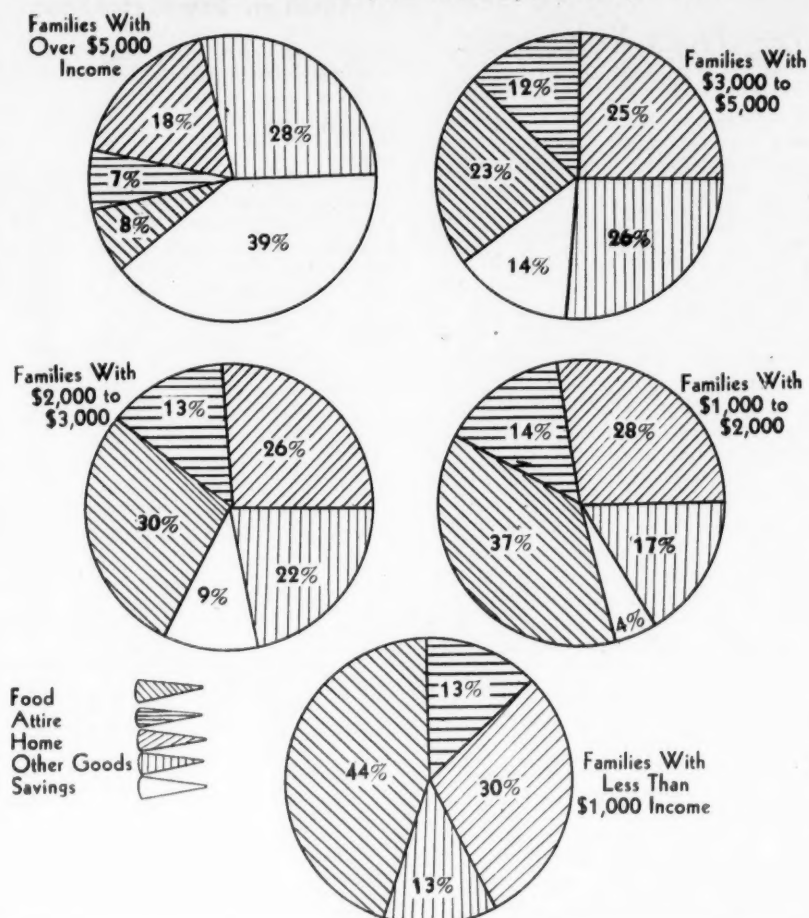 Families With
Over $5,000
Income
18%
28%
7%
8%
39%
Families With
$3,000 to
$5,000
12%
25%
23%
14%
26%
Families With
$2,000 to
$3,000
13%
26%
30%
9%
22%
Families With
$1,000 to
$2,000
14%
28%
37%
4%
17%
Food
Attire
Home
Other Goods
Savings
13%
44%
30%
13%
Families With
Less Than
$1,000 Income